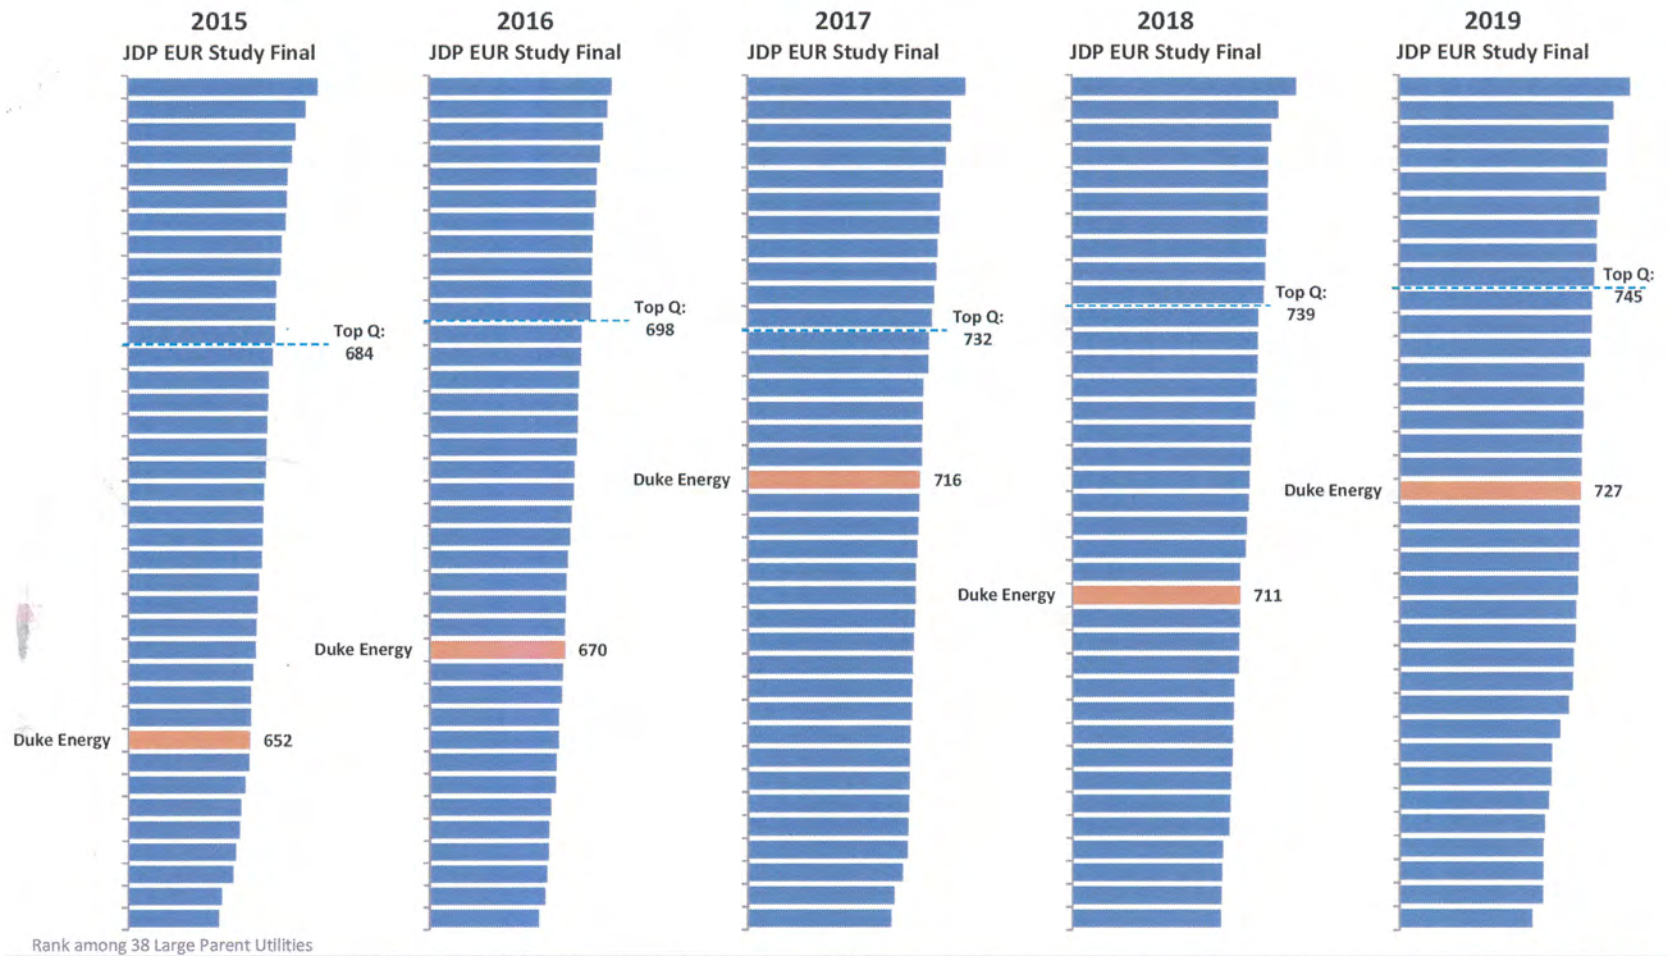 2015
JDP EUR Study Final
2016
JDP EUR Study Final
2017
JDP EUR Study Final
2018
JDP EUR Study Final
2019
JDP EUR Study Final
Top Q:
684
Duke Energy
652
Top Q:
698
Duke Energy
670
Top Q:
732
Duke Energy
716
Top Q:
739
Duke Energy
711
Top Q:
745
Duke Energy
727
Rank among 38 Large Parent Utilities